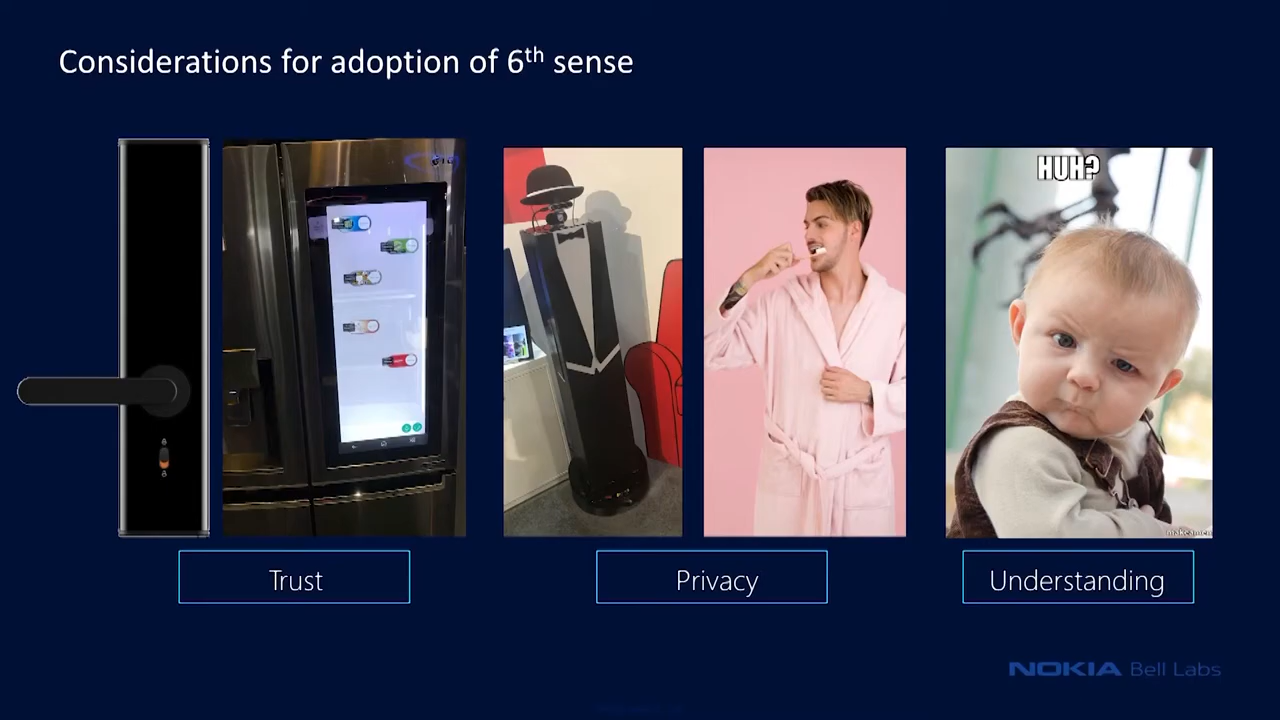 Considerations for adoption of 6th sense
HUH?
Trust
Privacy
Understanding
NOKIA Bell Labs